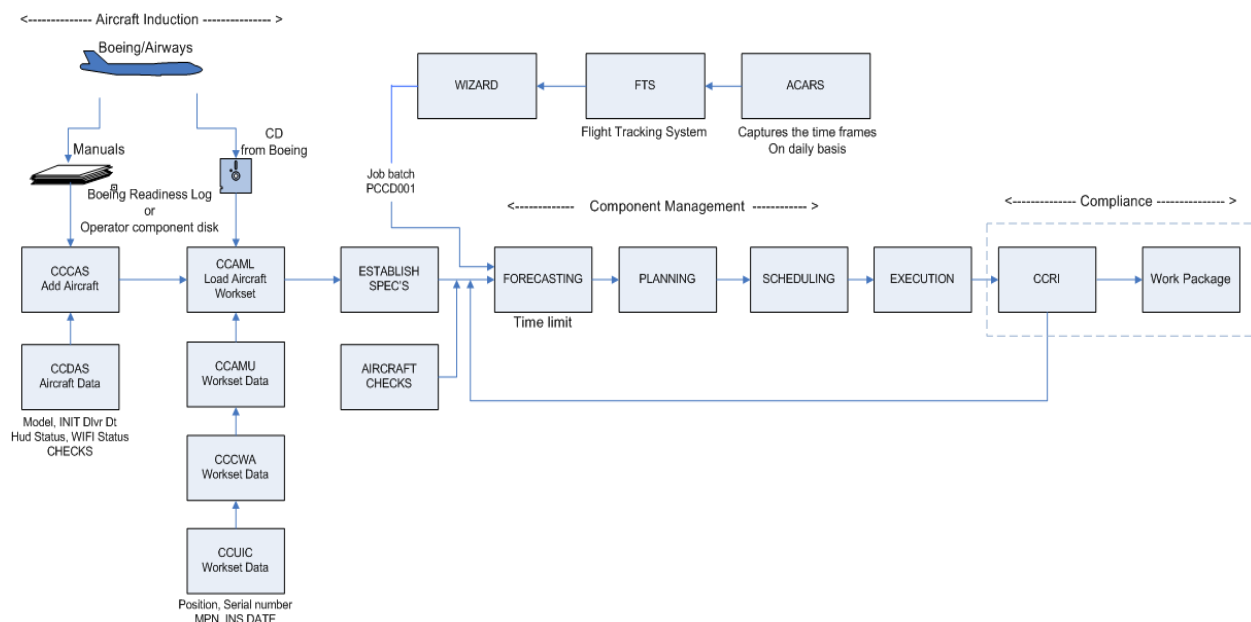 <-------------- Aircraft Induction --------------- >
Boeing/Airways
Manuals
CD
from Boeing
Boeing Readiness Log
or
Operator component disk
CCCAS
Add Aircraft
CCAML
Load Aircraft
Workset
ESTABLISH
SPEC'S
CCDAS
Aircraft Data
Model, INIT Dlvr Dt
Hud Status, WIFI Status
CHECKS
CCAMU
Workset Data
CCCWA
Workset Data
CCUIC
Workset Data
Position, Serial number
MPN, INS DATE
AIRCRAFT
CHECKS
WIZARD
FTS
ACARS
Flight Tracking System
Captures the time frames
On daily basis
Job batch
PCCD001
<------------- Component Management ------------ >
FORECASTING
Time limit
PLANNING
SCHEDULING
EXECUTION
<-------------- Compliance ---------------- >
CCRI
Work Package